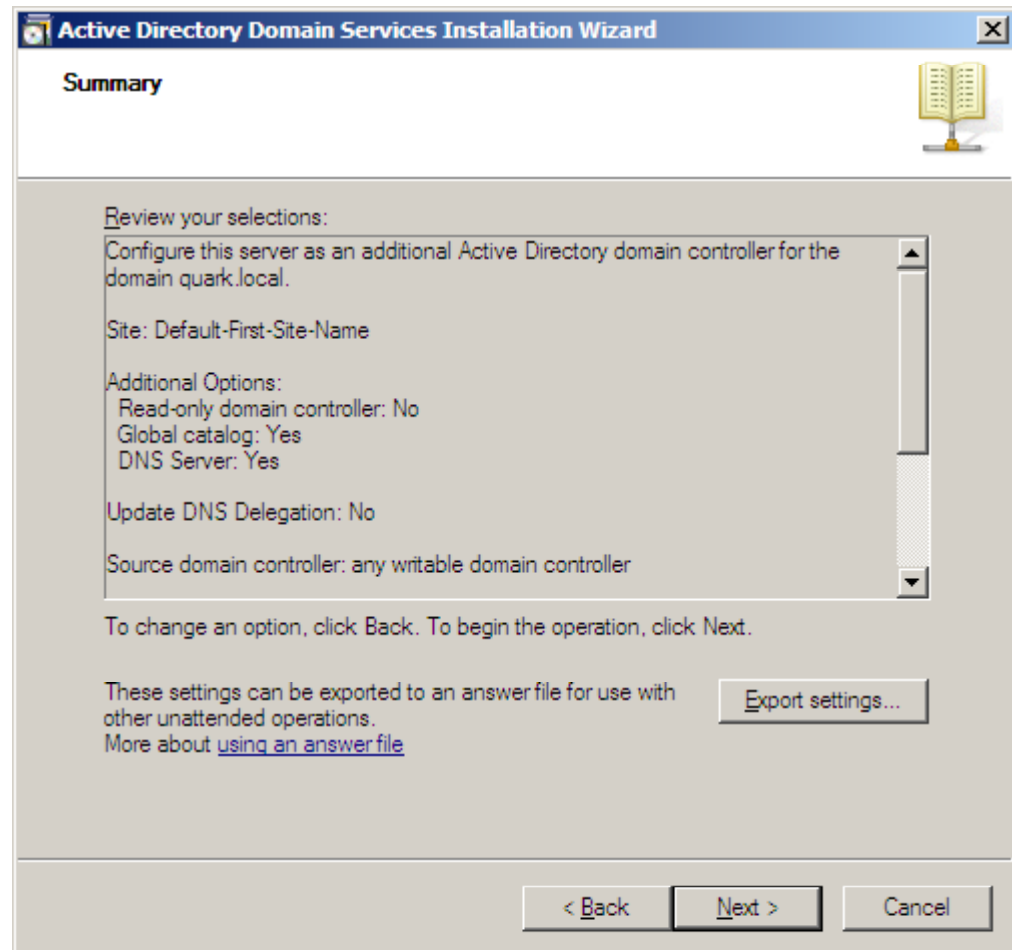 Active Directory Domain Services Installation Wizard
Summary
Review your selections:
Configure this server as an additional Active Directory domain controller for the
domain quark.local.
Site: Default-First-Site-Name
Additional Options:
Read-only domain controller: No
Global catalog: Yes
DNS Server: Yes
Update DNS Delegation: No
Source domain controller: any writable domain controller
To change an option, click Back. To begin the operation, click Next.
These settings can be exported to an answer file for use with
other unattended operations.
More about using an answer file
Export settings...
< Back
Next >
Cancel